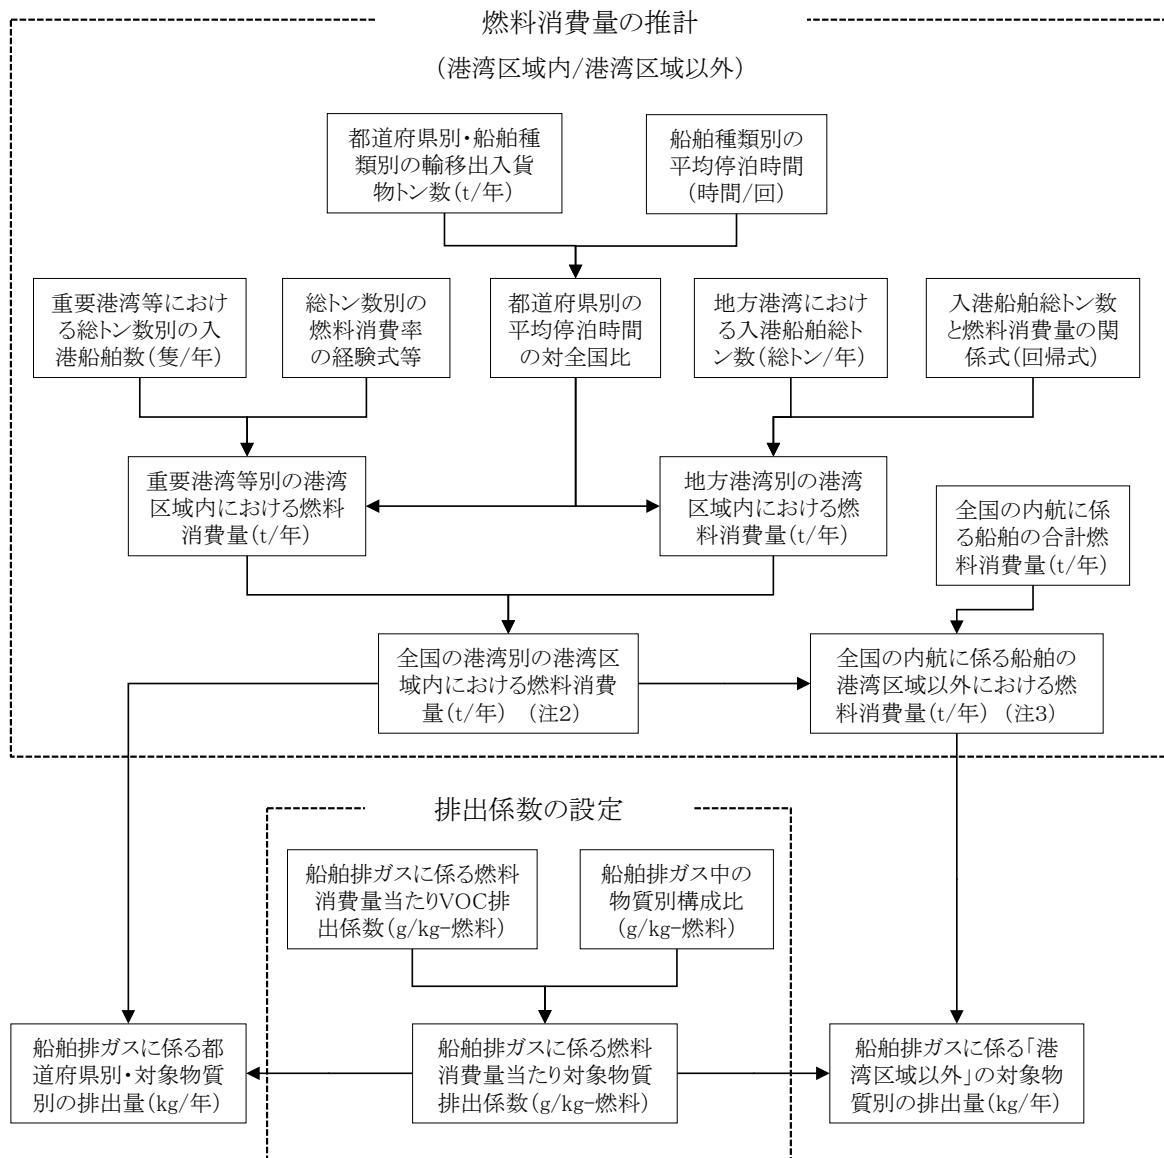 燃料消費量の推計
(港湾区域内/港湾区域以外)
都道府県別・船舶種
類別の輸移出入貨
物トン数(t/年)
船舶種類別の
平均停泊時間
(時間/回)
重要港湾等におけ
る総トン数別の入
港船舶数(隻/年)
総トン数別の
燃料消費率
の経験式等
都道府県別の
平均停泊時間
の対全国比
地方港湾におけ
る入港船舶総ト
ン数(総トン/年)
入港船舶総トン数
と燃料消費量の関
係式(回帰式)
重要港湾等別の港湾
区域内における燃料
消費量(t/年)
地方港湾別の港湾
区域内における燃
料消費量(t/年)
全国の内航に係
る船舶の合計燃
料消費量(t/年)
全国の港湾別の港湾区
域内における燃料消費
量(t/年) (注2)
全国の内航に係る船舶の
港湾区域以外における燃
料消費量(t/年) (注3)
排出係数の設定
船舶排ガスに係る燃料
消費量当たりVOC排
出係数(g/kg-燃料)
船舶排ガス中の
物質別構成比
(g/kg-燃料)
船舶排ガスに係る都
道府県別・対象物質
別の排出量(kg/年)
船舶排ガスに係る燃料
消費量当たり対象物質
排出係数(g/kg-燃料)
船舶排ガスに係る「港
湾区域以外」の対象物
質別の排出量(kg/年)